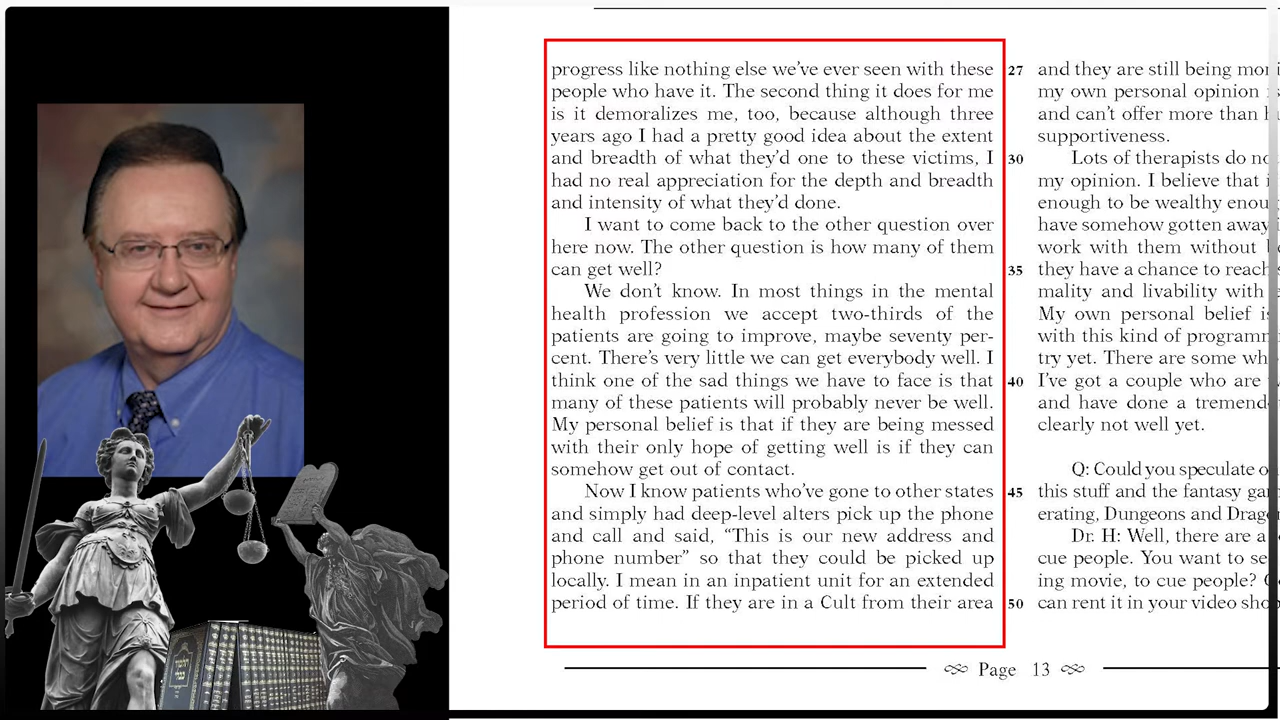 progress like nothing else we've ever seen with these
people who have it. The second thing it does for me
is it demoralizes me, too, because although three
years ago I had a pretty good idea about the extent
and breadth of what they'd one to these victims, I
had no real appreciation for the depth and breadth
and intensity of what they'd done.
I want to come back to the other question over
here now. The other question is how many of them
can get well?
We don't know. In most things in the mental
health profession we accept two-thirds of the
patients are going to improve, maybe seventy per-
cent. There's very little we can get everybody well. I
think one of the sad things we have to face is that
many of these patients will probably never be well.
My personal belief is that if they are being messed
with their only hope of getting well is if they can
somehow get out of contact.
Now I know patients who've gone to other states
and simply had deep-level alters pick up the phone
and call and said, “This is our new address and
phone number” so that they could be picked up
locally. I mean in an inpatient unit for an extended
period of time. If they are in a Cult from their area
27
30
35
40
45
50
and they are still being
my own personal opinion
and can't offer more than
supportiveness.
Lots of therapists do
my opinion. I believe that
enough to be wealthy
have somehow gotten away
work with them without
they have a chance to reach
mality and livability with
My own personal belief
with this kind of
try yet. There are some
I've got a couple who are
and have done a
clearly not well yet.
Q: Could you speculate
this stuff and the fantasy
erating, Dungeons and
Dr. H: Well, there are a
cue people. You want to
ing movie, to cue people?
can rent it in your video
Page 13